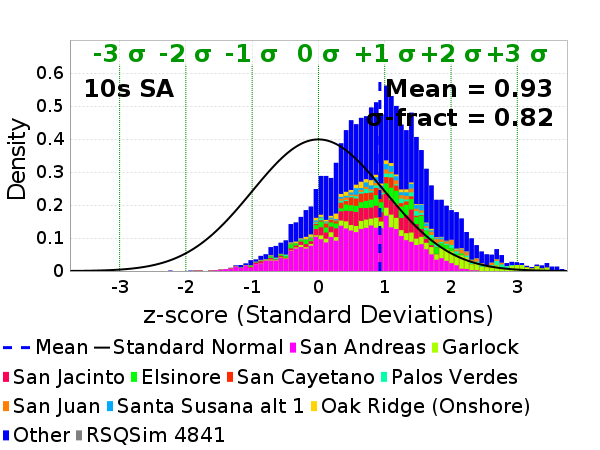 -3 σ -2 σ -1 σ 0 σ +1 σ +2 σ +3 σ
10s SA
Mean = 0.93
σ-fract = 0.82
Density
0.6
0.5
0.4
0.3
0.2
0.1
0
-3 -2 -1 0 1 2 3
z-score (Standard Deviations)
Mean Standard Normal San Andreas Garlock
San Jacinto Elsinore San Cayetano Palos Verdes
San Juan Santa Susana alt 1 Oak Ridge (Onshore)
Other RSQSim 4841